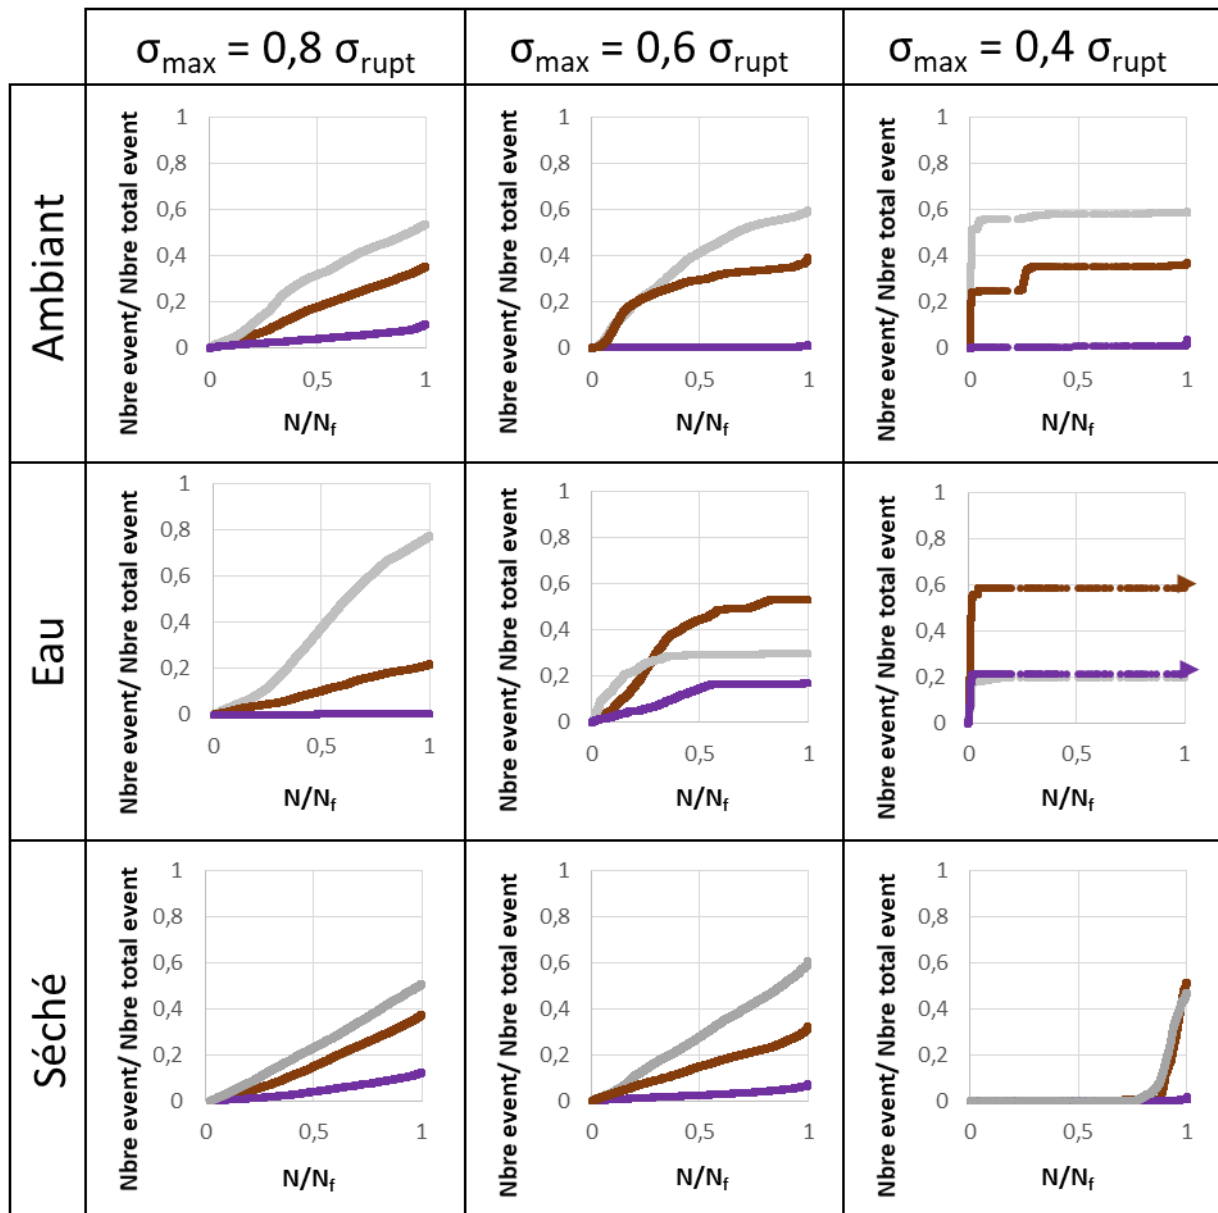 σmax = 0,8 σrupt
σmax = 0,6 σrupt
σmax = 0,4 σrupt
Ambiant
Nbre event/ Nbre total event
1
0,8
0,6
0,4
0,2
0
0 0,5 1
N/Nf
Nbre event/ Nbre total event
1
0,8
0,6
0,4
0,2
0
0 0,5 1
N/Nf
Nbre event/ Nbre total event
1
0,8
0,6
0,4
0,2
0
0 0,5 1
N/Nf
Eau
Nbre event/ Nbre total event
1
0,8
0,6
0,4
0,2
0
0 0,5 1
N/Nf
Nbre event/ Nbre total event
1
0,8
0,6
0,4
0,2
0
0 0,5 1
N/Nf
Nbre event/ Nbre total event
1
0,8
0,6
0,4
0,2
0
0 0,5 1
N/Nf
Séché
Nbre event/ Nbre total event
1
0,8
0,6
0,4
0,2
0
0 0,5 1
N/Nf
Nbre event/ Nbre total event
1
0,8
0,6
0,4
0,2
0
0 0,5 1
N/Nf
Nbre event/ Nbre total event
1
0,8
0,6
0,4
0,2
0
0 0,5 1
N/Nf